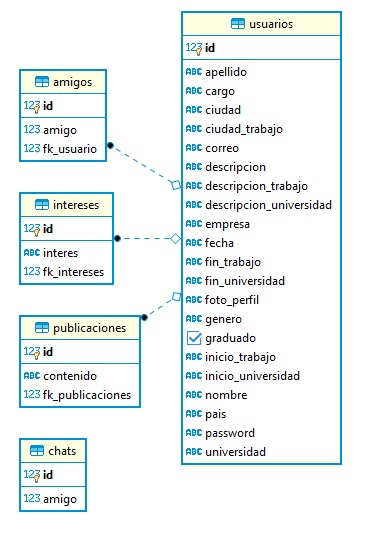 usuarios
123 id
ABC apellido
ABC cargo
ABC ciudad
ABC ciudad_trabajo
ABC correo
ABC descripcion
ABC descripcion_trabajo
ABC descripcion_universidad
ABC empresa
ABC fecha
ABC fin_trabajo
ABC fin_universidad
ABC foto_perfil
ABC genero
graduado
ABC inicio_trabajo
ABC inicio_universidad
ABC nombre
ABC pais
ABC password
ABC universidad
amigos
123 id
123 amigo
123 fk_usuario
intereses
123 id
ABC interes
123 fk_intereses
publicaciones
123 id
ABC contenido
123 fk_publicaciones
chats
123 id
123 amigo